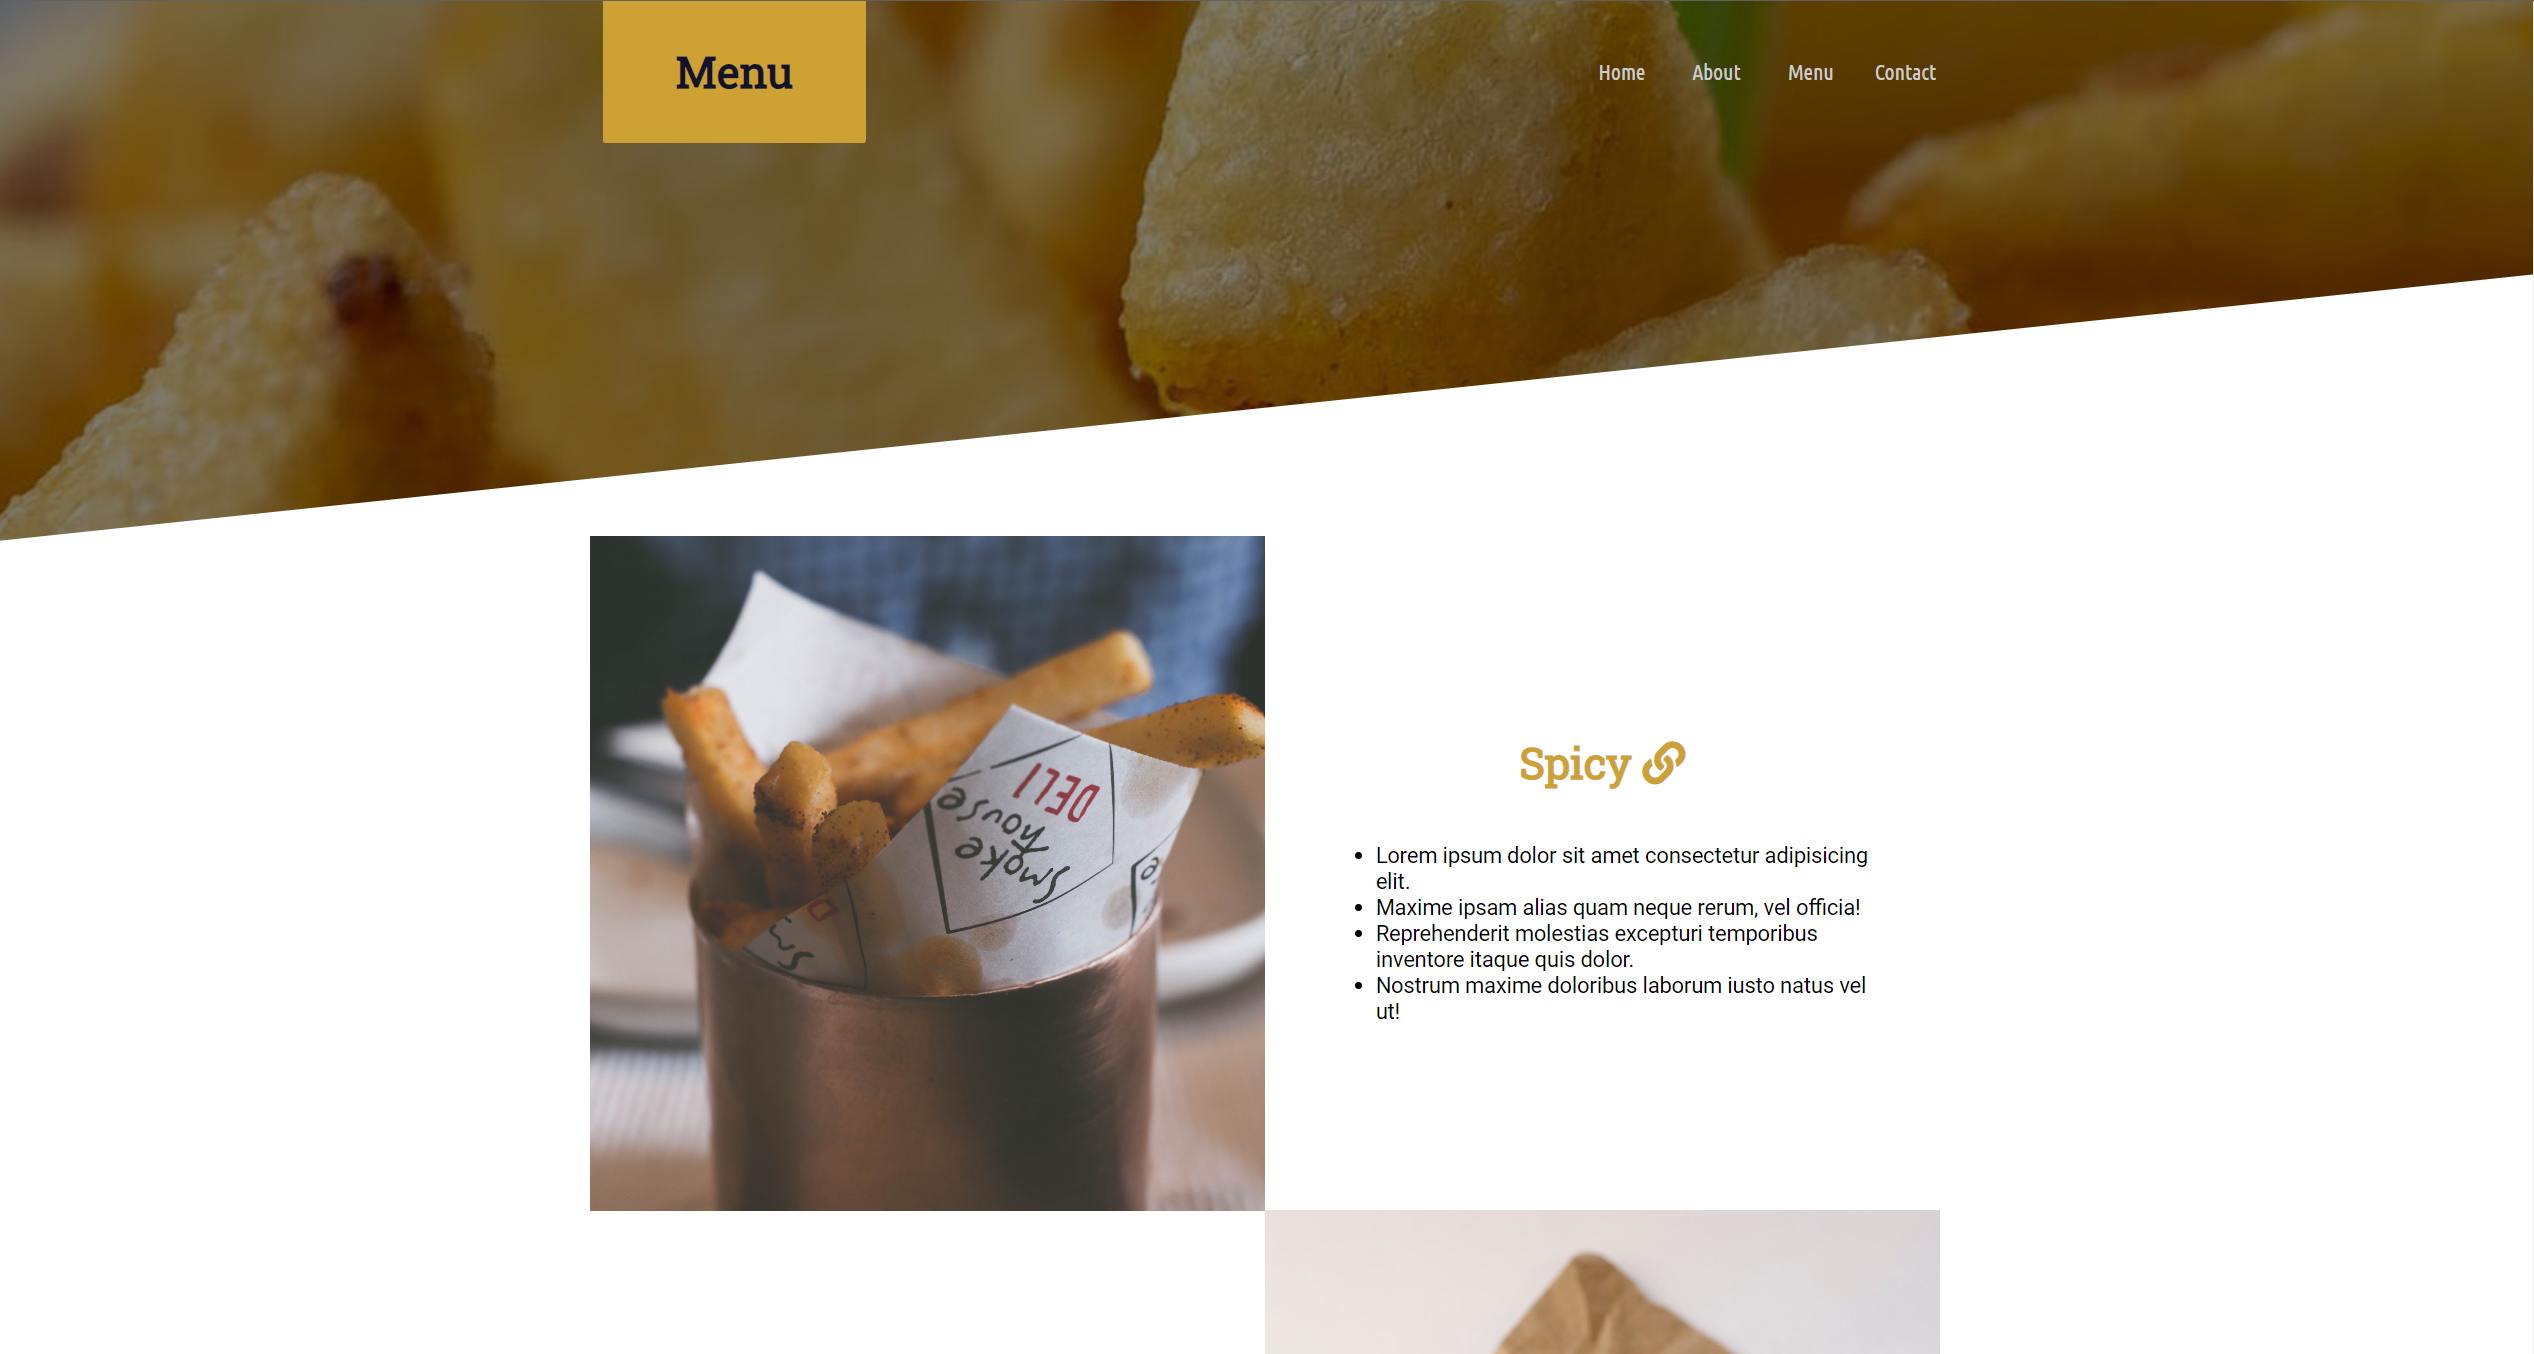 Menu
Home About Menu Contact
DELI
smoke
house
Spicy
• Lorem ipsum dolor sit amet consectetur adipisicing
elit.
• Maxime ipsam alias quam neque rerum, vel officia!
• Reprehenderit molestias excepturi temporibus
inventore itaque quis dolor.
• Nostrum maxime doloribus laborum iusto natus vel
ut!